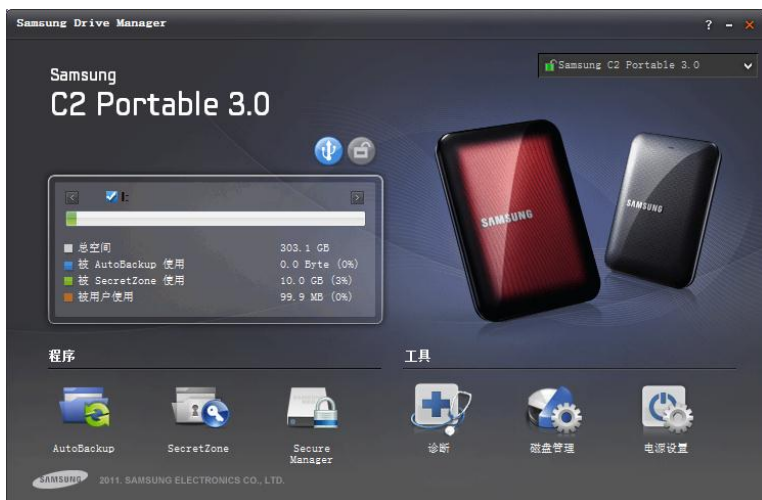 Samsung Drive Manager
? - ×
Samsung C2 Portable 3.0
Samsung
C2 Portable 3.0
I:
总空间 303.1 GB
被 AutoBackup 使用 0.0 Byte (0%)
被 SecretZone 使用 10.0 GB (3%)
被用户使用 99.9 MB (0%)
SAMSUNG
SAMSUNG
程序
工具
AutoBackup
SecretZone
Secure
Manager
诊断
磁盘管理
电源设置
SAMSUNG 2011. SAMSUNG ELECTRONICS CO., LTD.